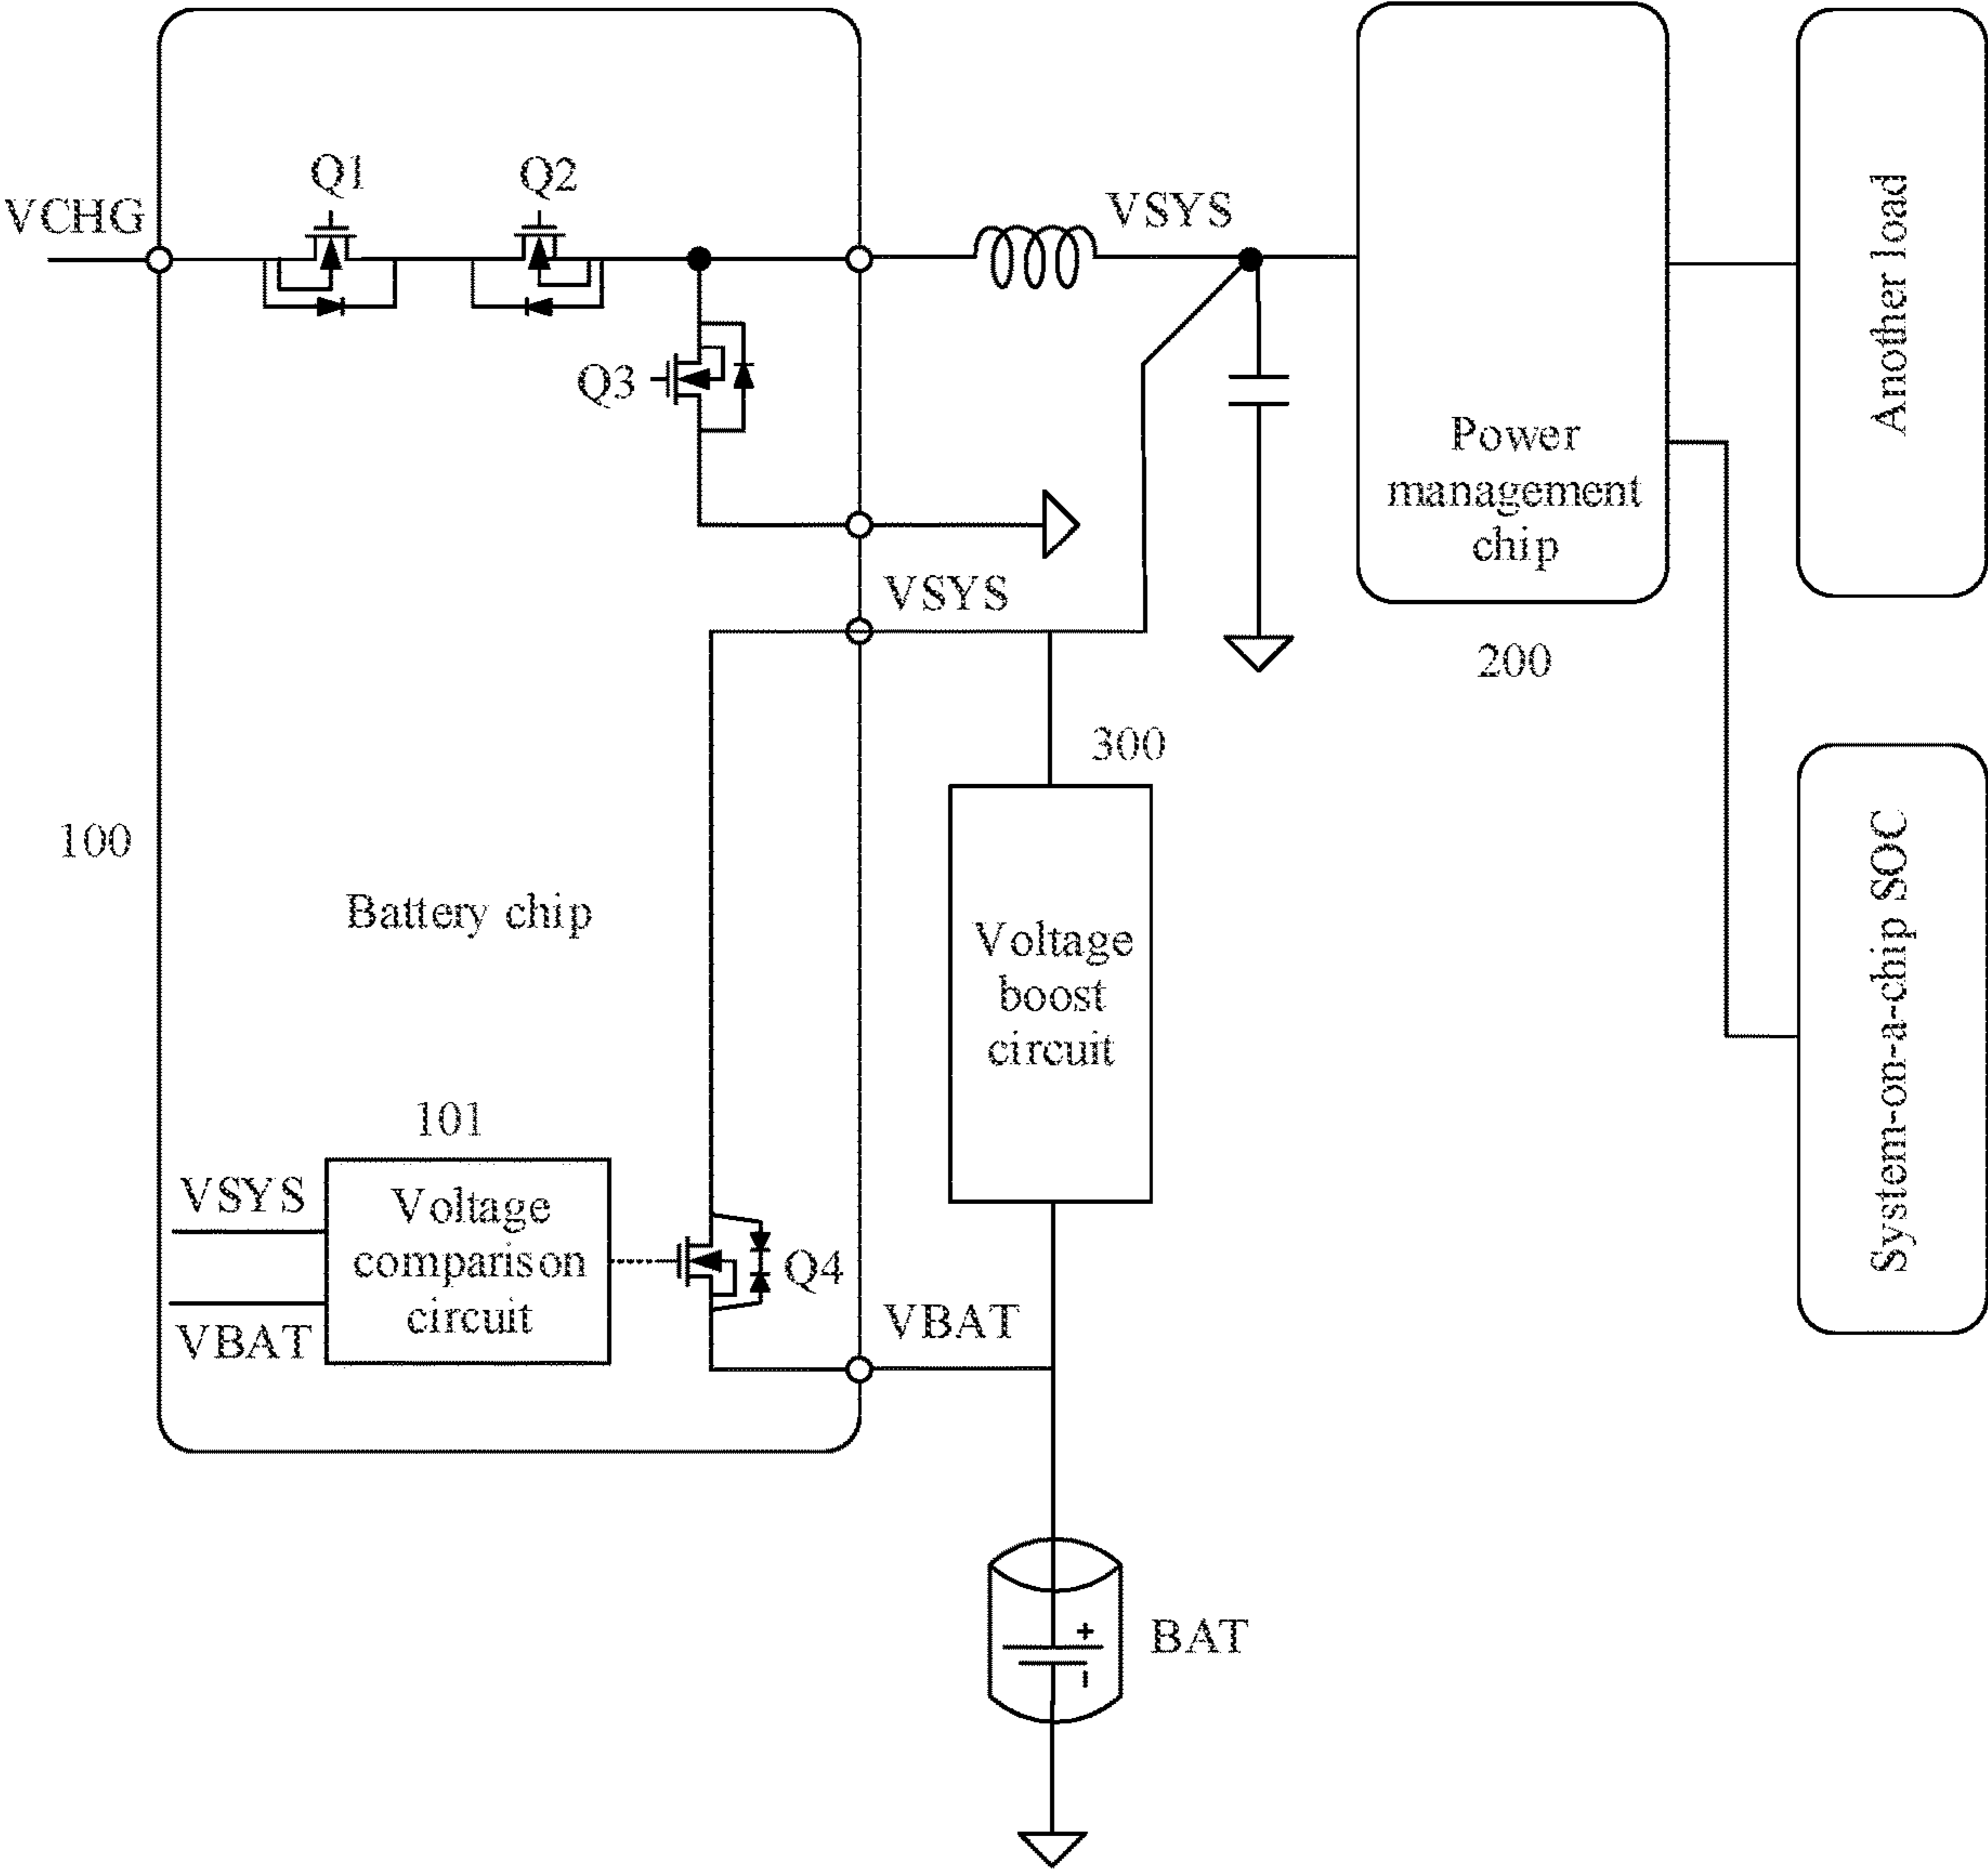 Q1
Q2
VCHG
VSYS
Another load
Q3
Power
management
chip
VSYS
200
300
100
Battery chip
Voltage
boost
circuit
System-on-a-chip SOC
101
VSYS
Voltage
comparison
circuit
VBAT
Q4
VBAT
+
-
BAT